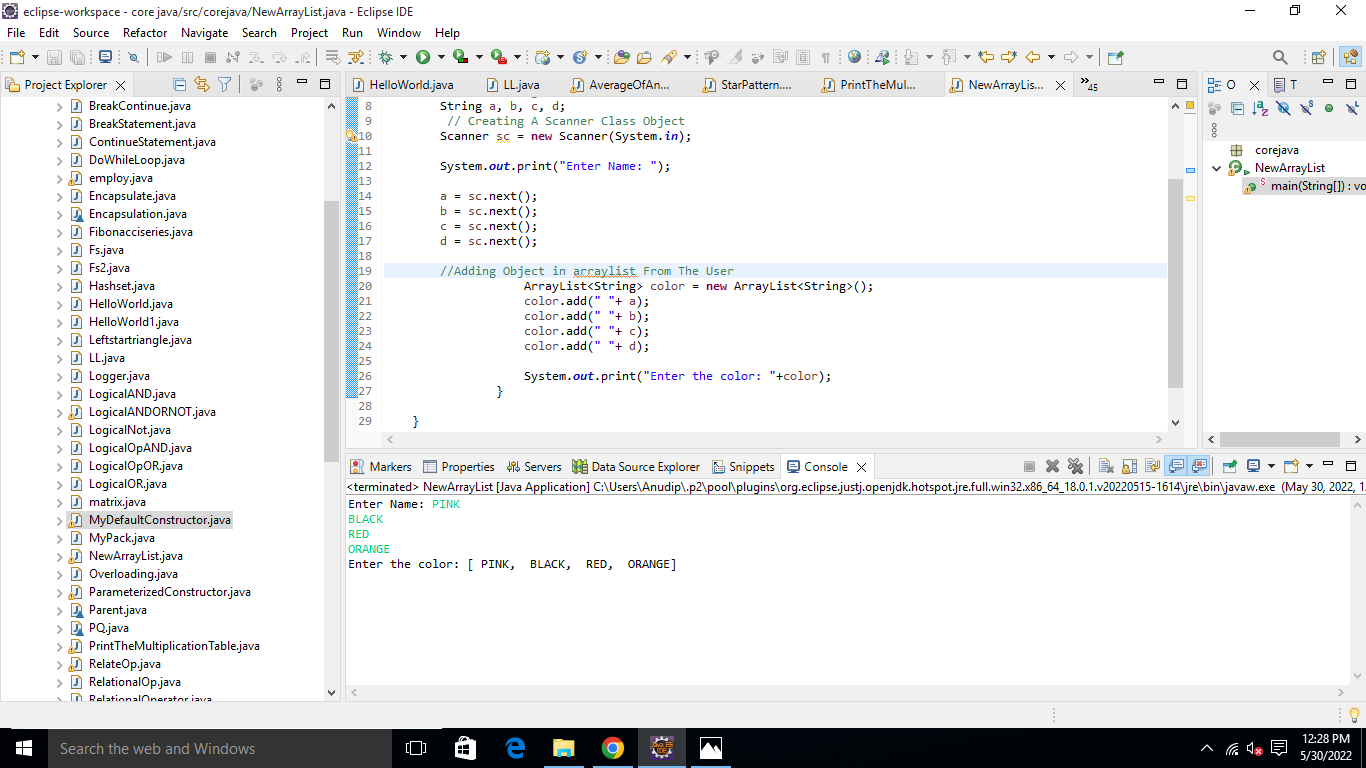 eclipse-workspace - core java/src/corejava/NewArrayList.java - Eclipse IDE
File Edit Source Refactor Navigate Search Project Run Window Help
Project Explorer
BreakContinue.java
BreakStatement.java
ContinueStatement.java
DoWhileLoop.java
employ.java
Encapsulate.java
Encapsulation.java
Fibonacciseries.java
Fs.java
Fs2.java
Hashset.java
HelloWorld.java
HelloWorld1.java
Leftstartriangle.java
LL.java
Logger.java
LogicalAND.java
LogicalANDORNOT.java
LogicalNot.java
LogicalOpAND.java
LogicalOpOR.java
LogicalOR.java
matrix.java
MyDefaultConstructor.java
MyPack.java
NewArrayList.java
Overloading.java
ParameterizedConstructor.java
Parent.java
PQ.java
PrintTheMultiplicationTable.java
RelateOp.java
RelationalOp.java
RelationalOperator.java
HelloWorld.java LL.java AverageOfAn... StarPattern.... PrintTheMul... NewArrayLis... 45
8 String a, b, c, d;
9 // Creating A Scanner Class Object
10 Scanner sc = new Scanner(System.in);
11
12 System.out.print("Enter Name: ");
13
14 a = sc.next();
15 b = sc.next();
16 c = sc.next();
17 d = sc.next();
18
19 //Adding Object in arraylist From The User
20 ArrayList<String> color = new ArrayList<String>();
21 color.add(" "+ a);
22 color.add(" "+ b);
23 color.add(" "+ c);
24 color.add(" "+ d);
25
26 System.out.print("Enter the color: "+color);
27 }
28
29 }
O T
corejava
NewArrayList
main(String[]) : vo
Markers Properties Servers Data Source Explorer Snippets Console
<terminated> NewArrayList [Java Application] C:\Users\Anudip\.p2\pool\plugins\org.eclipse.justj.openjdk.hotspot.jre.full.win32.x86_64_18.0.1.v20220515-1614\jre\bin\javaw.exe (May 30, 2022, 1
Enter Name: PINK
BLACK
RED
ORANGE
Enter the color: [ PINK,  BLACK,  RED,  ORANGE]
Search the web and Windows
12:28 PM
5/30/2022